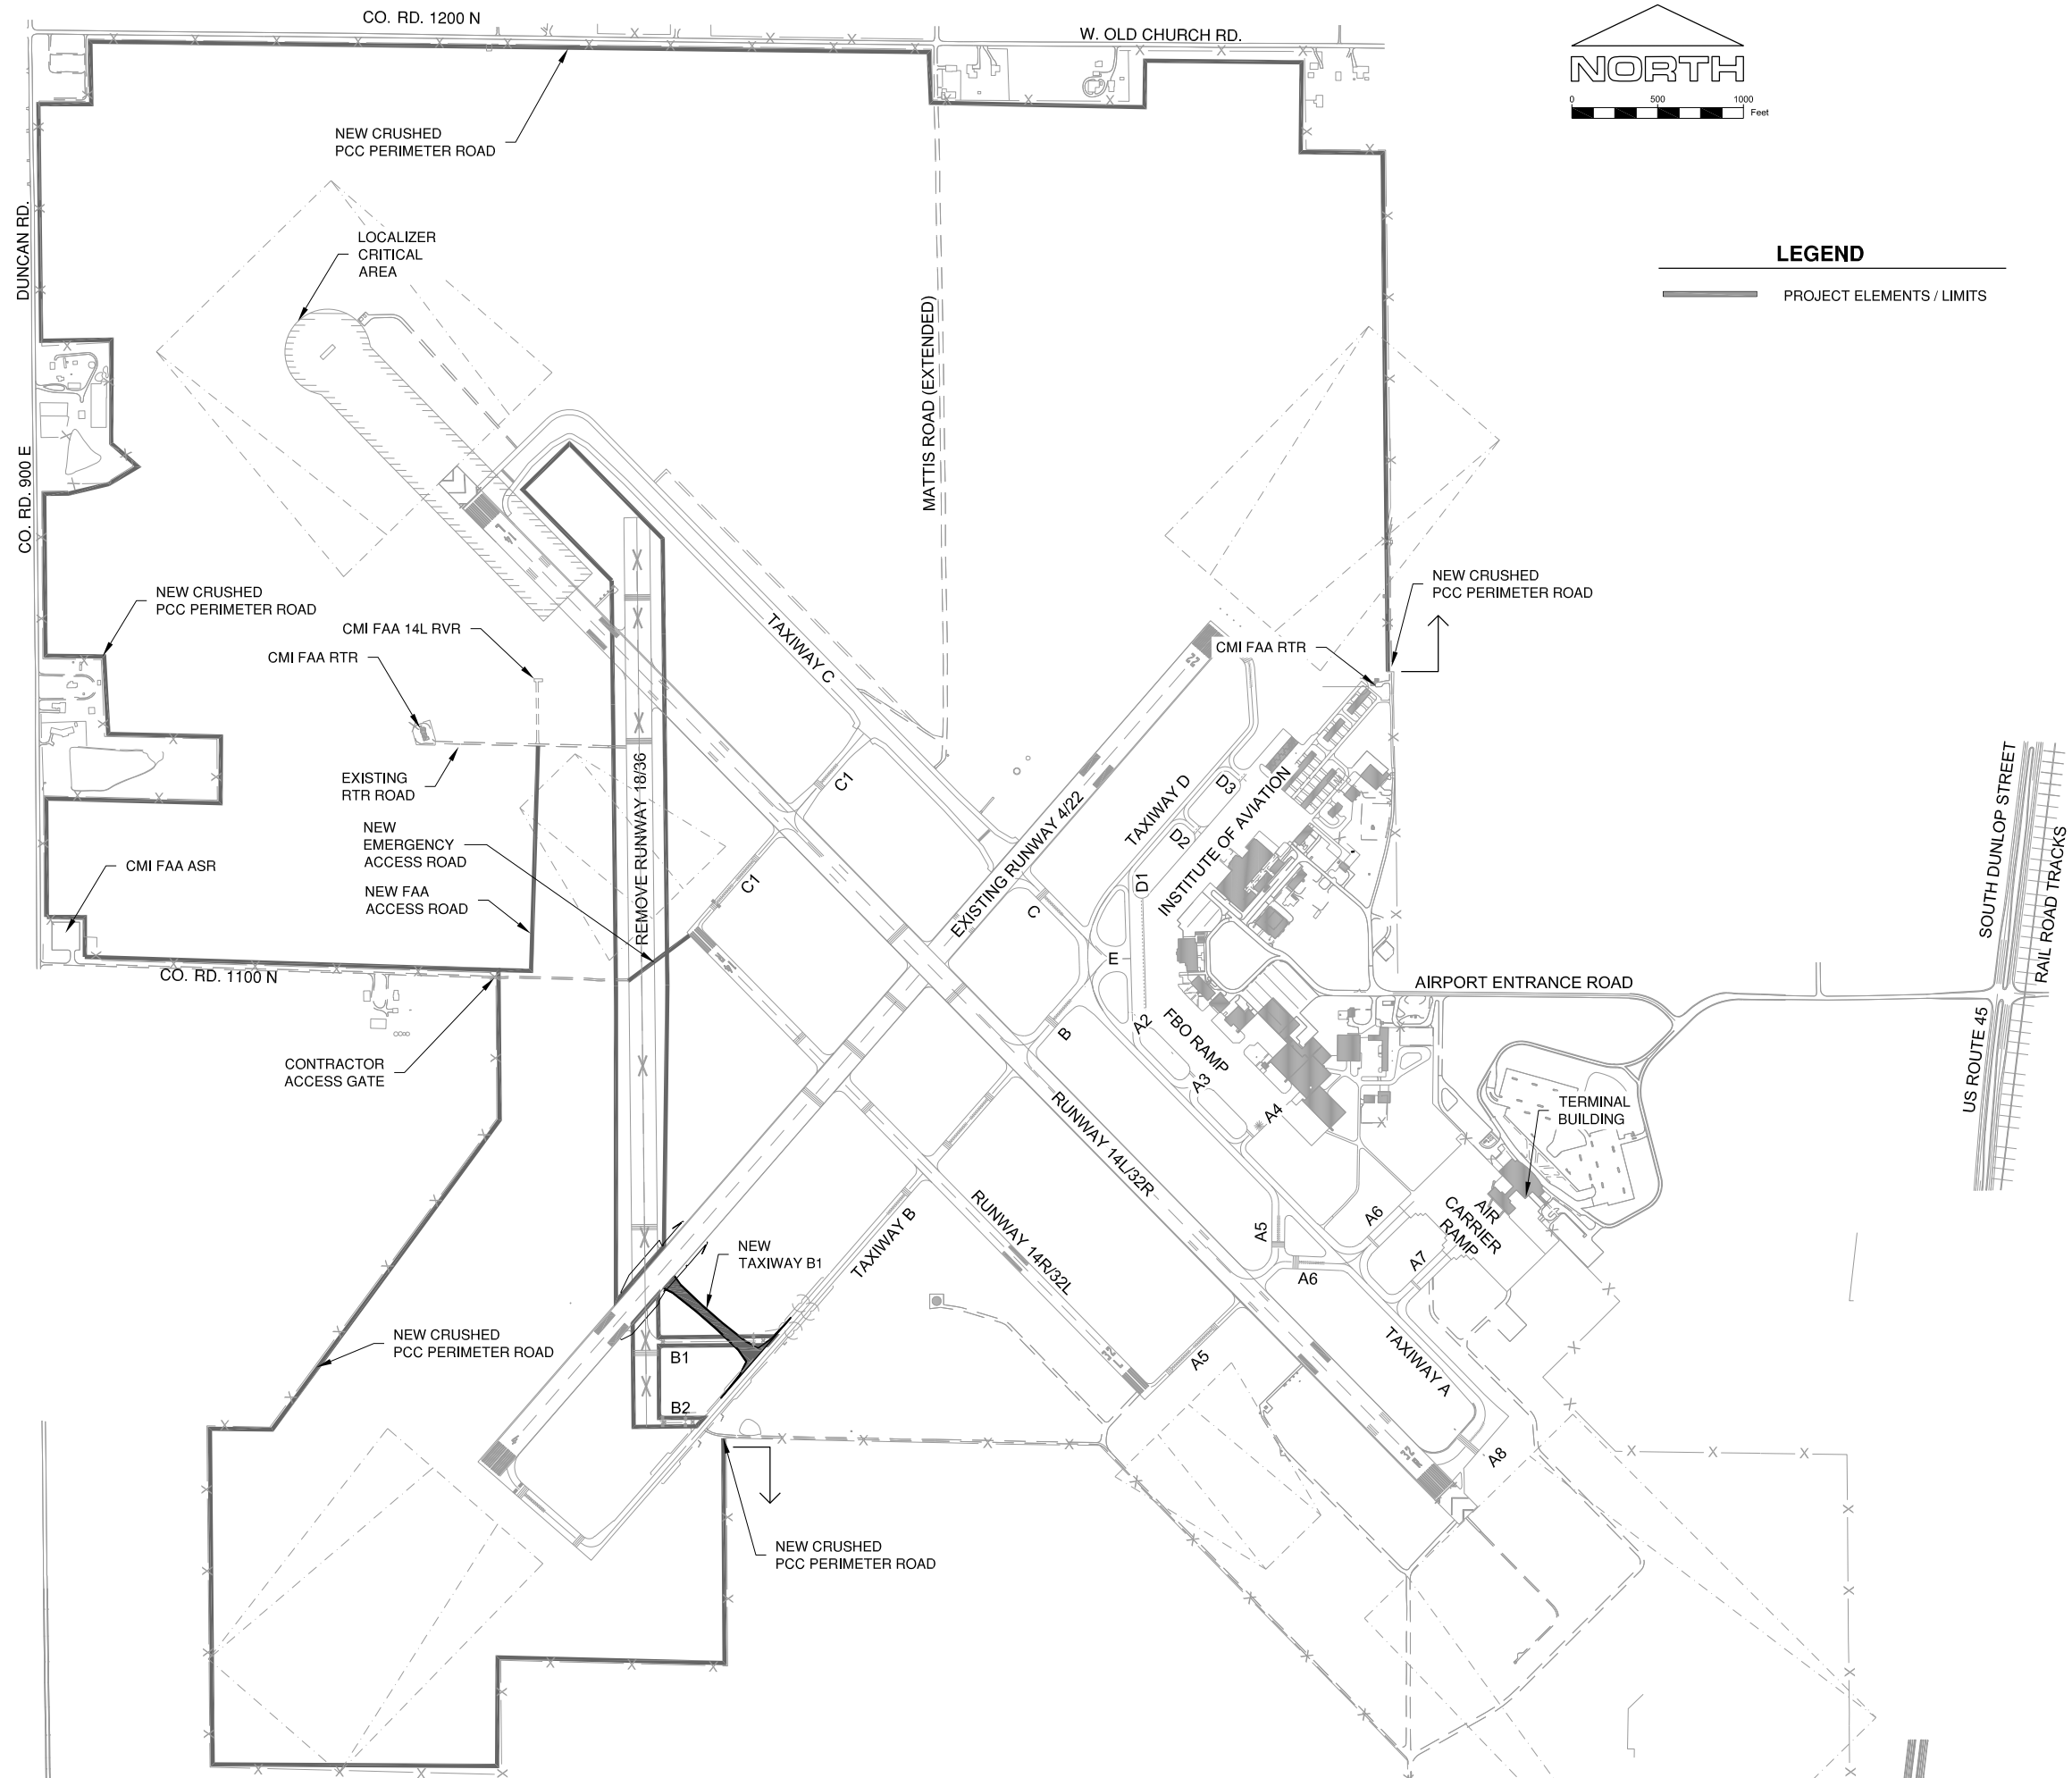 CO. RD. 1200 N
W. OLD CHURCH RD.
NORTH
0 500 1000
Feet
NEW CRUSHED
PCC PERIMETER ROAD
DUNCAN RD.
LOCALIZER
CRITICAL
AREA
LEGEND
PROJECT ELEMENTS / LIMITS
MATTIS ROAD (EXTENDED)
CO. RD. 900 E
14L
NEW CRUSHED
PCC PERIMETER ROAD
NEW CRUSHED
PCC PERIMETER ROAD
CMI FAA 14L RVR
CMI FAA RTR
TAXIWAY C
22
CMI FAA RTR
EXISTING
RTR ROAD
REMOVE RUNWAY 18/36
C1
EXISTING RUNWAY 4/22
TAXIWAY D
D3
D2
D1
INSTITUTE OF AVIATION
SOUTH DUNLOP STREET
RAIL ROAD TRACKS
NEW
EMERGENCY
ACCESS ROAD
CMI FAA ASR
NEW FAA
ACCESS ROAD
C1
C
E
14R
CO. RD. 1100 N
AIRPORT ENTRANCE ROAD
B
A2
FBO RAMP
A3
A4
US ROUTE 45
CONTRACTOR
ACCESS GATE
RUNWAY 14L/32R
TERMINAL
BUILDING
RUNWAY 14R/32L
TAXIWAY B
A5
A6
AIR
CARRIER
RAMP
A7
A6
NEW
TAXIWAY B1
NEW CRUSHED
PCC PERIMETER ROAD
B1
B2
32L
A5
TAXIWAY A
4
32R
A8
NEW CRUSHED
PCC PERIMETER ROAD